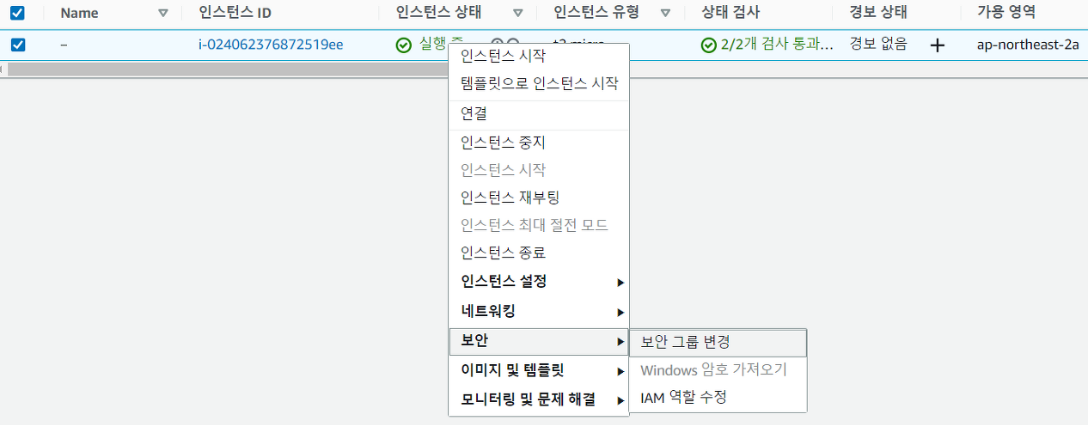 Name 인스턴스 ID 인스턴스 상태 인스턴스 유형 상태 검사 경보 상태 가용 영역
– i-024062376872519ee 실행 중 t2.micro 2/2개 검사 통과... 경보 없음 + ap-northeast-2a
인스턴스 시작
템플릿으로 인스턴스 시작
연결
인스턴스 중지
인스턴스 시작
인스턴스 재부팅
인스턴스 최대 절전 모드
인스턴스 종료
인스턴스 설정
네트워킹
보안
보안 그룹 변경
Windows 암호 가져오기
이미지 및 템플릿
IAM 역할 수정
모니터링 및 문제 해결